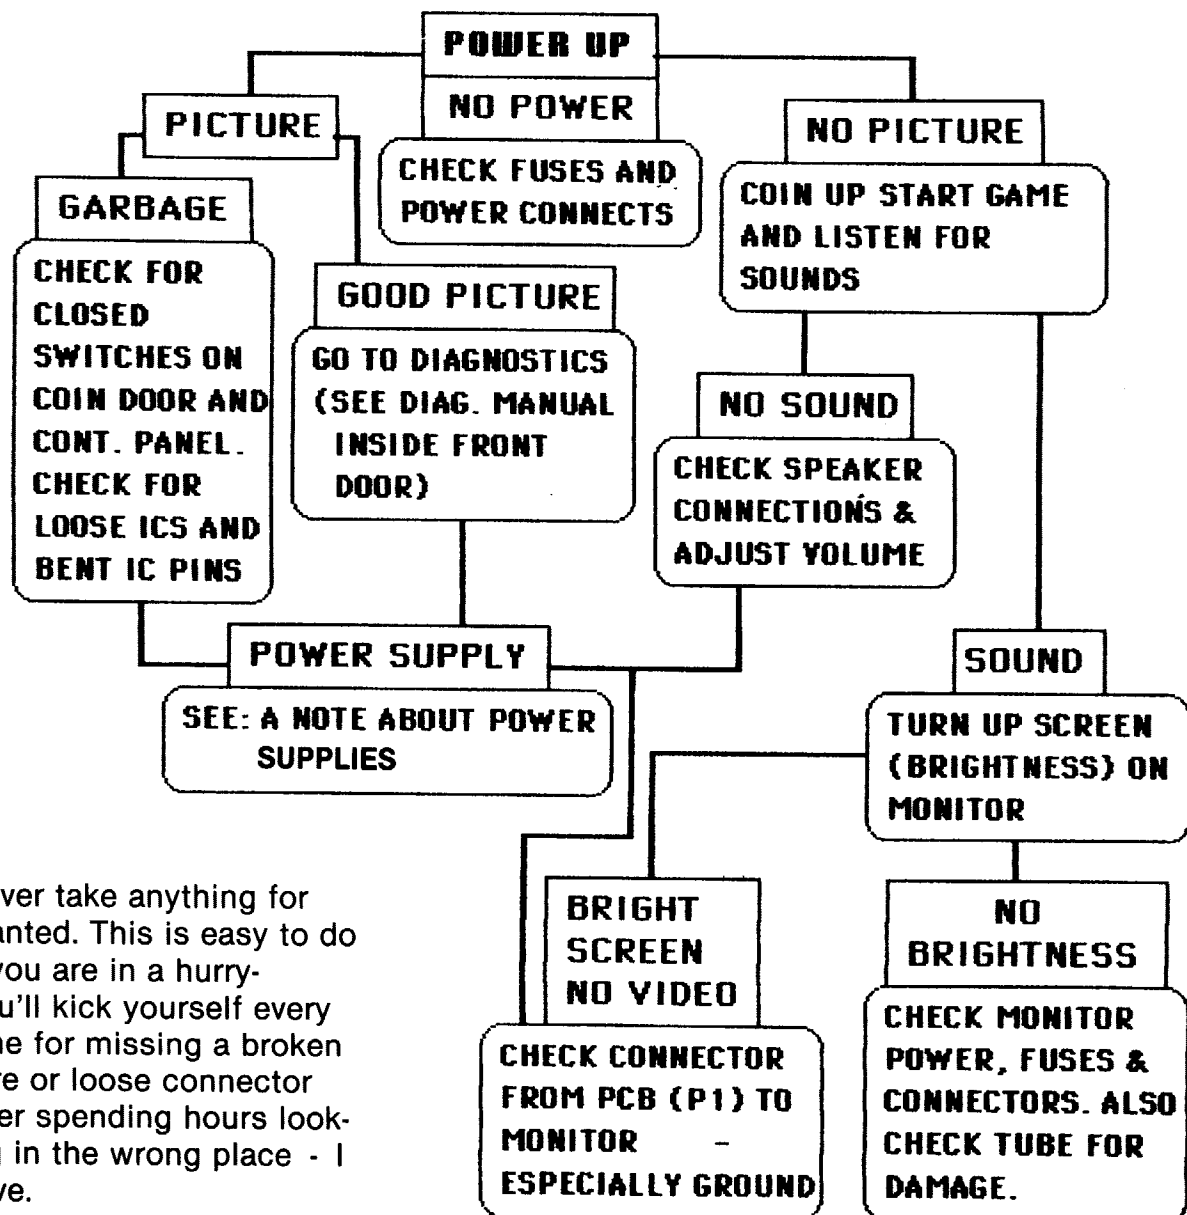 POWER UP
NO POWER
CHECK FUSES AND
POWER CONNECTS
PICTURE
GARBAGE
CHECK FOR
CLOSED
SWITCHES ON
COIN DOOR AND
CONT. PANEL.
CHECK FOR
LOOSE ICS AND
BENT IC PINS
GOOD PICTURE
GO TO DIAGNOSTICS
(SEE DIAG. MANUAL
INSIDE FRONT
DOOR)
NO PICTURE
COIN UP START GAME
AND LISTEN FOR
SOUNDS
NO SOUND
CHECK SPEAKER
CONNECTIONS &
ADJUST VOLUME
POWER SUPPLY
SEE: A NOTE ABOUT POWER
SUPPLIES
SOUND
TURN UP SCREEN
(BRIGHTNESS) ON
MONITOR
BRIGHT
SCREEN
NO VIDEO
CHECK CONNECTOR
FROM PCB (P1) TO
MONITOR –
ESPECIALLY GROUND
NO
BRIGHTNESS
CHECK MONITOR
POWER, FUSES &
CONNECTORS. ALSO
CHECK TUBE FOR
DAMAGE.
ver take anything for
anted. This is easy to do
you are in a hurry-
u'll kick yourself every
ne for missing a broken
re or loose connector
er spending hours look-
g in the wrong place - I
ve.